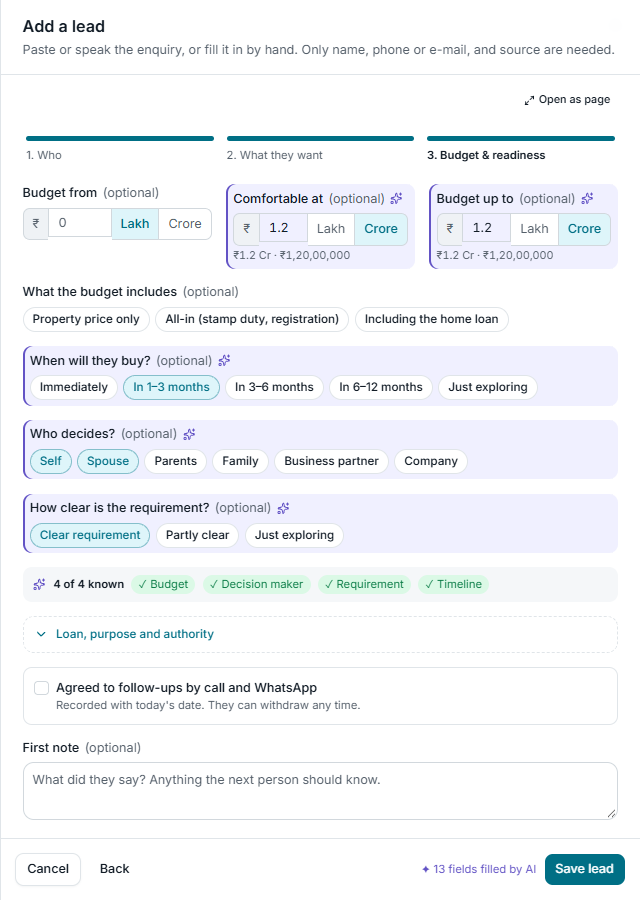 Add a lead
Paste or speak the enquiry, or fill it in by hand. Only name, phone or e-mail, and source are needed.
Open as page
1. Who
2. What they want
3. Budget & readiness
Budget from (optional)
₹ 0 Lakh Crore
Comfortable at (optional)
₹ 1.2 Lakh Crore
₹1.2 Cr · ₹1,20,00,000
Budget up to (optional)
₹ 1.2 Lakh Crore
₹1.2 Cr · ₹1,20,00,000
What the budget includes (optional)
Property price only All-in (stamp duty, registration) Including the home loan
When will they buy? (optional)
Immediately In 1–3 months In 3–6 months In 6–12 months Just exploring
Who decides? (optional)
Self Spouse Parents Family Business partner Company
How clear is the requirement? (optional)
Clear requirement Partly clear Just exploring
4 of 4 known ✓ Budget ✓ Decision maker ✓ Requirement ✓ Timeline
Loan, purpose and authority
Agreed to follow-ups by call and WhatsApp
Recorded with today's date. They can withdraw any time.
First note (optional)
What did they say? Anything the next person should know.
Cancel Back ✦ 13 fields filled by AI Save lead